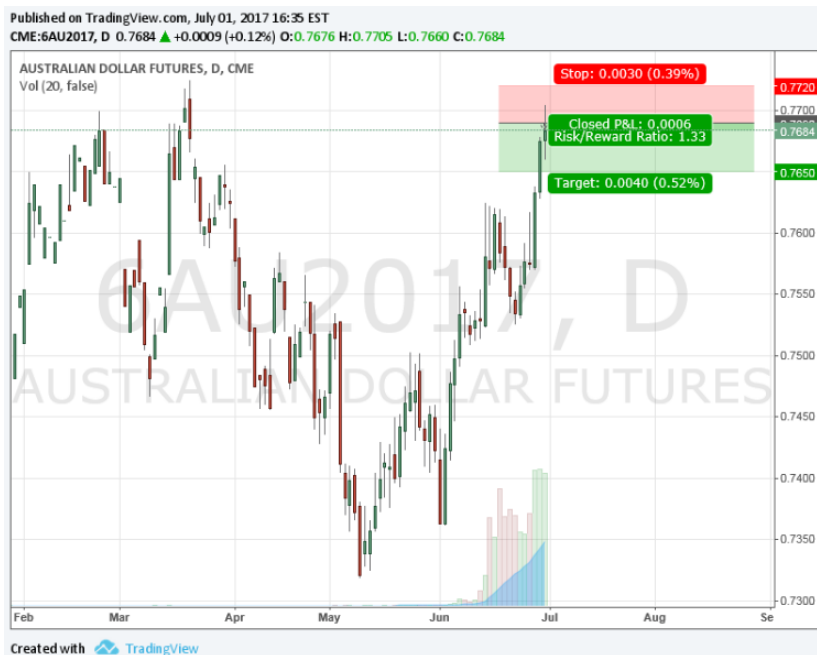 Published on TradingView.com, July 01, 2017 16:35 EST
CME:6AU2017, D 0.7684 ▲ +0.0009 (+0.12%) O:0.7676 H:0.7705 L:0.7660 C:0.7684
AUSTRALIAN DOLLAR FUTURES, D, CME
Vol (20, false)
Stop: 0.0030 (0.39%)
0.7720
0.7700
Closed P&L: 0.0006
Risk/Reward Ratio: 1.33
0.7684
0.7650
Target: 0.0040 (0.52%)
0.7600
6AU2017, D
0.7550
0.7500
AUSTRALIAN DOLLAR FUTURES
0.7450
0.7400
0.7350
0.7300
Feb Mar Apr May Jun Jul Aug Se
Created with TradingView